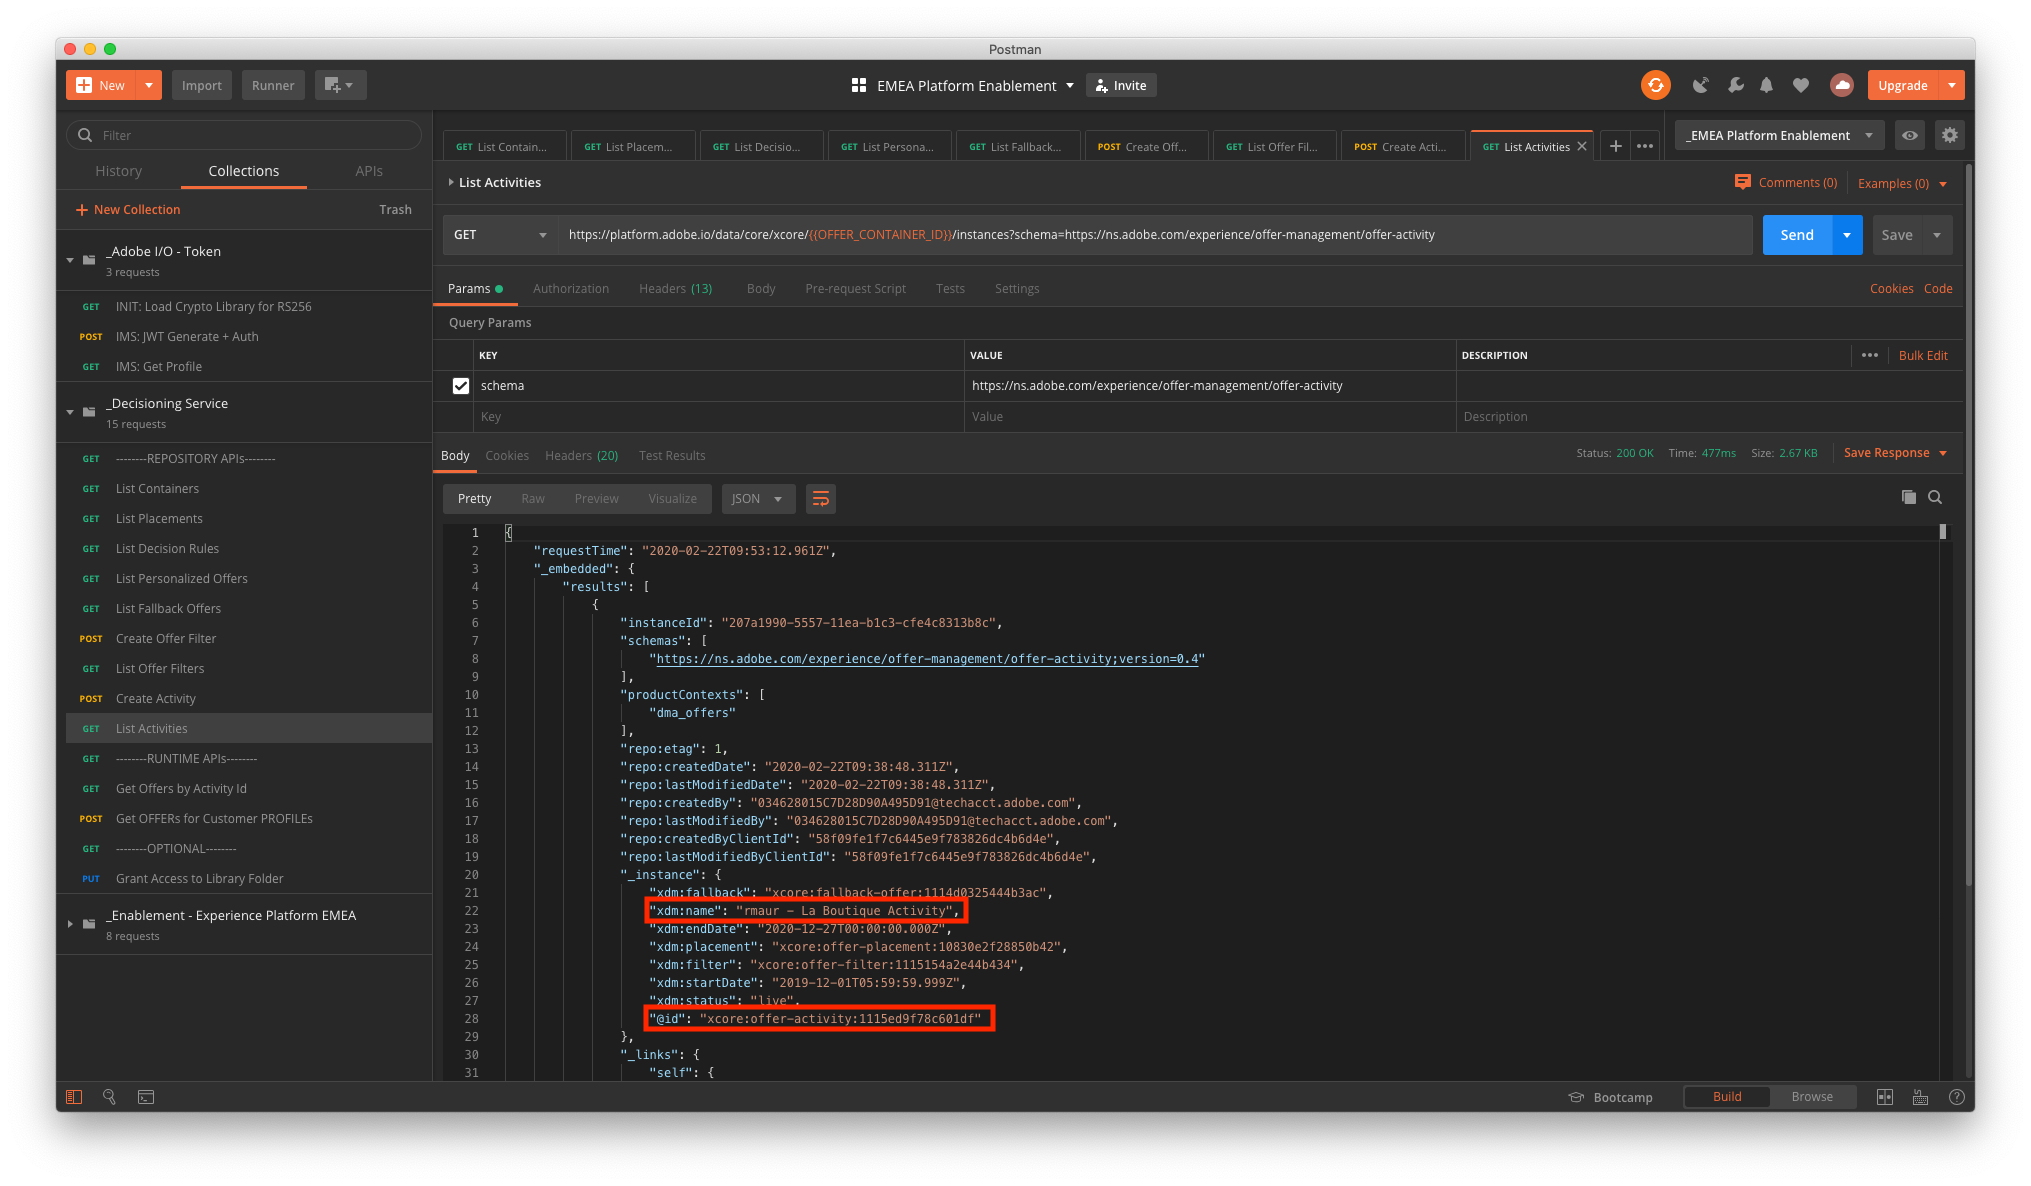 Postman
New
Import
Runner
EMEA Platform Enablement
Invite
Upgrade
Filter
History
Collections
APIs
New Collection
Trash
_Adobe I/O - Token
3 requests
GET INIT: Load Crypto Library for RS256
POST IMS: JWT Generate + Auth
GET IMS: Get Profile
_Decisioning Service
15 requests
GET --------REPOSITORY APIs--------
GET List Containers
GET List Placements
GET List Decision Rules
GET List Personalized Offers
GET List Fallback Offers
POST Create Offer Filter
GET List Offer Filters
POST Create Activity
GET List Activities
GET --------RUNTIME APIs--------
GET Get Offers by Activity Id
POST Get OFFERs for Customer PROFILEs
GET --------OPTIONAL--------
PUT Grant Access to Library Folder
_Enablement - Experience Platform EMEA
8 requests
GET List Contain...
GET List Placem...
GET List Decisio...
GET List Persona...
GET List Fallback...
POST Create Off...
GET List Offer Fil...
POST Create Acti...
GET List Activities
_EMEA Platform Enablement
List Activities
Comments (0)
Examples (0)
GET
https://platform.adobe.io/data/core/xcore/{{OFFER_CONTAINER_ID}}/instances?schema=https://ns.adobe.com/experience/offer-management/offer-activity
Send
Save
Params
Authorization
Headers (13)
Body
Pre-request Script
Tests
Settings
Cookies
Code
Query Params
KEY
VALUE
DESCRIPTION
Bulk Edit
schema
https://ns.adobe.com/experience/offer-management/offer-activity
Key
Value
Description
Body
Cookies
Headers (20)
Test Results
Status: 200 OK
Time: 477ms
Size: 2.67 KB
Save Response
Pretty
Raw
Preview
Visualize
JSON
1 {
2 "requestTime": "2020-02-22T09:53:12.961Z",
3 "_embedded": {
4 "results": [
5 {
6 "instanceId": "207a1990-5557-11ea-b1c3-cfe4c8313b8c",
7 "schemas": [
8 "https://ns.adobe.com/experience/offer-management/offer-activity;version=0.4"
9 ],
10 "productContexts": [
11 "dma_offers"
12 ],
13 "repo:etag": 1,
14 "repo:createdDate": "2020-02-22T09:38:48.311Z",
15 "repo:lastModifiedDate": "2020-02-22T09:38:48.311Z",
16 "repo:createdBy": "034628015C7D28D90A495D91@techacct.adobe.com",
17 "repo:lastModifiedBy": "034628015C7D28D90A495D91@techacct.adobe.com",
18 "repo:createdByClientId": "58f09fe1f7c6445e9f783826dc4b6d4e",
19 "repo:lastModifiedByClientId": "58f09fe1f7c6445e9f783826dc4b6d4e",
20 "_instance": {
21 "xdm:fallback": "xcore:fallback-offer:1114d0325444b3ac",
22 "xdm:name": "rmaur - La Boutique Activity",
23 "xdm:endDate": "2020-12-27T00:00:00.000Z",
24 "xdm:placement": "xcore:offer-placement:10830e2f28850b42",
25 "xdm:filter": "xcore:offer-filter:1115154a2e44b434",
26 "xdm:startDate": "2019-12-01T05:59:59.999Z",
27 "xdm:status": "live",
28 "@id": "xcore:offer-activity:1115ed9f78c601df"
29 },
30 "_links": {
31 "self": {
Bootcamp
Build
Browse